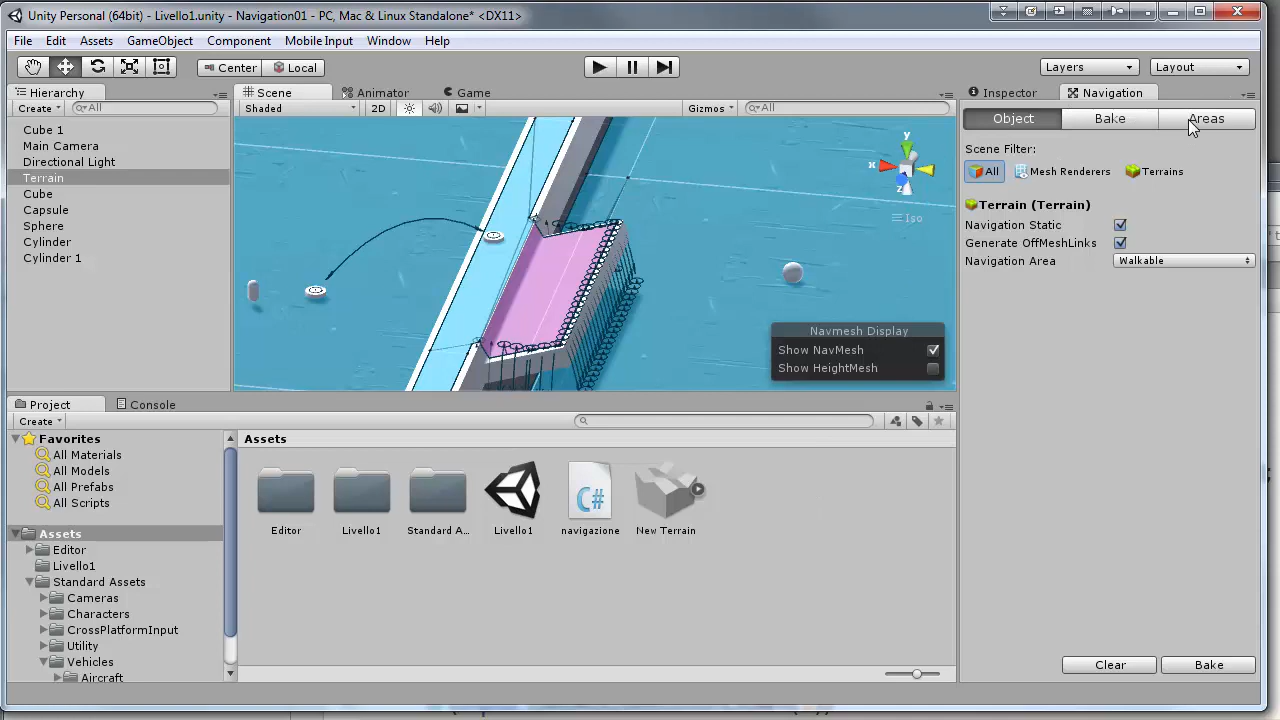 Unity Personal (64bit) - Livello1.unity - Navigation01 - PC, Mac & Linux Standalone* <DX11>
File Edit Assets GameObject Component Mobile Input Window Help
Center Local Layers Layout
Hierarchy Scene Animator Game Inspector Navigation
Create All Shaded 2D Gizmos All
Object Bake Areas
Cube 1
Main Camera
Directional Light
Terrain
Cube
Capsule
Sphere
Cylinder
Cylinder 1
y
x
z
Iso
Navmesh Display
Show NavMesh
Show HeightMesh
Scene Filter:
All Mesh Renderers Terrains
Terrain (Terrain)
Navigation Static
Generate OffMeshLinks
Navigation Area Walkable
Project Console
Create
Favorites
All Materials
All Models
All Prefabs
All Scripts
Assets
Editor
Livello1
Standard Assets
Cameras
Characters
CrossPlatformInput
Utility
Vehicles
Aircraft
Assets
C#
Editor Livello1 Standard A... Livello1 navigazione New Terrain
Clear Bake